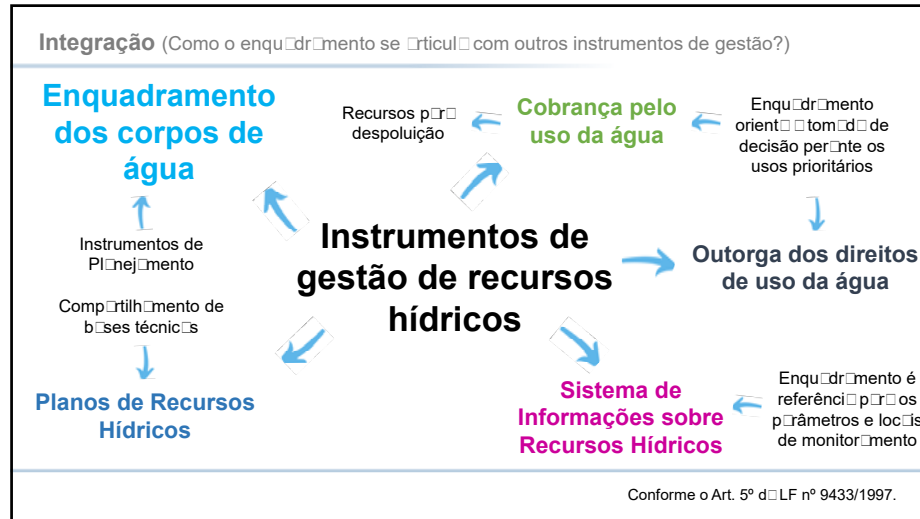 Integração (Como o enqu□dr□mento se □rticul□ com outros instrumentos de gestão?)
Enquadramento
dos corpos de
água
Recursos p□r□
despoluição
Cobrança pelo
uso da água
Enqu□dr□mento
orient□ □ tom□d□ de
decisão per□nte os
usos prioritários
Instrumentos de
Pl□nej□mento
Comp□rtilh□mento de
b□ses técnic□s
Instrumentos de
gestão de recursos
hídricos
Outorga dos direitos
de uso da água
Planos de Recursos
Hídricos
Sistema de
Informações sobre
Recursos Hídricos
Enqu□dr□mento é
referênci□ p□r□ os
p□râmetros e loc□is
de monitor□mento
Conforme o Art. 5º d□ LF nº 9433/1997.